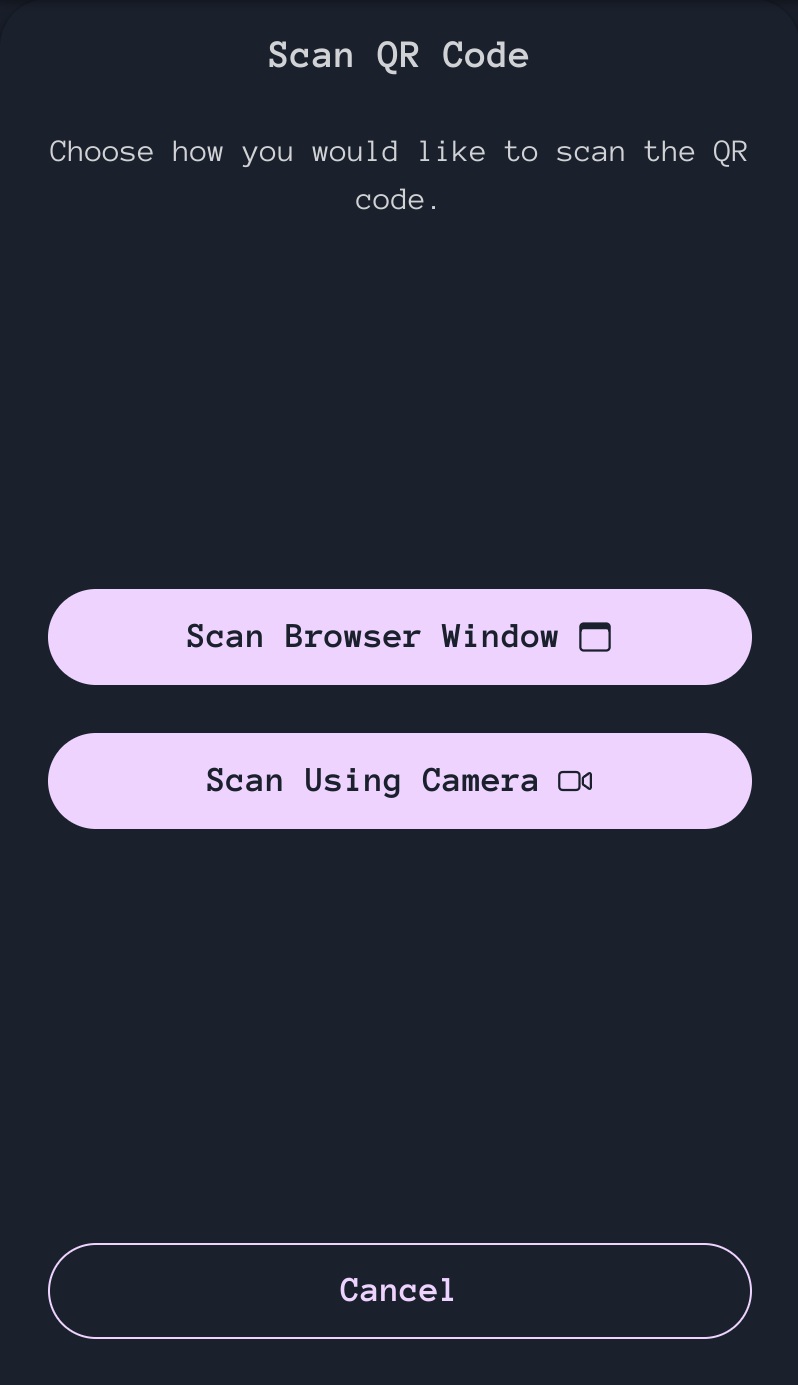 Scan QR Code
Choose how you would like to scan the QR
code.
Scan Browser Window
Scan Using Camera
Cancel